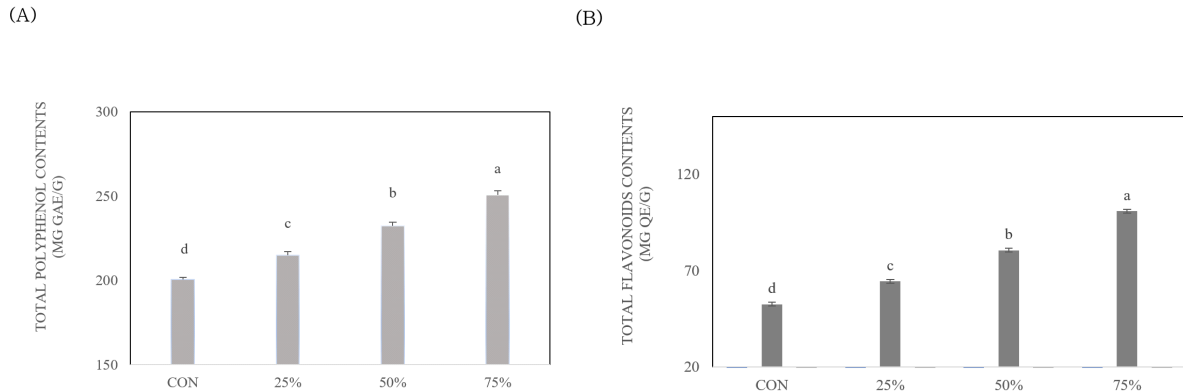 (A)
TOTAL POLYPHENOL CONTENTS
(MG GAE/G)
300
250
200
150
d
c
b
a
CON 25% 50% 75%
(B)
TOTAL FLAVONOIDS CONTENTS
(MG QE/G)
120
70
20
d
c
b
a
CON 25% 50% 75%